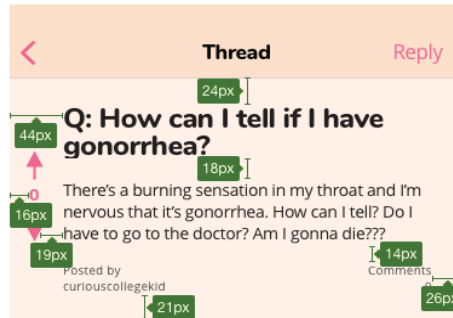 Thread
Reply
24px
Q: How can I tell if I have
44px
gonorrhea?
18px
There's a burning sensation in my throat and I'm
0
nervous that it's gonorrhea. How can I tell? Do I
16px
have to go to the doctor? Am I gonna die???
19px
14px
Posted by
Comments
curiouscollegekid
26px
21px